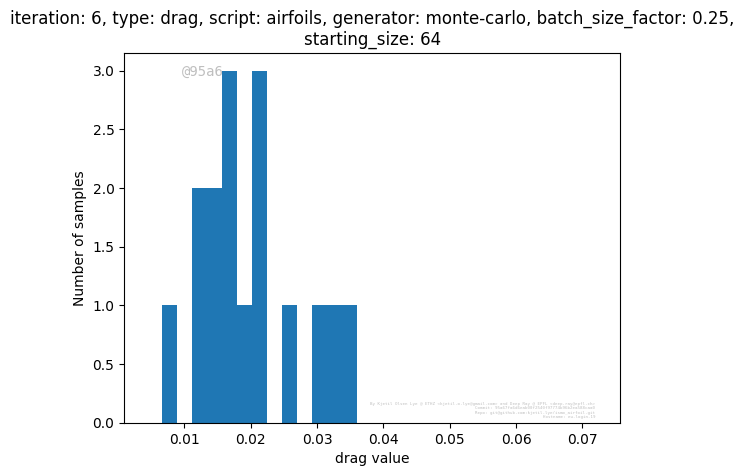 iteration: 6, type: drag, script: airfoils, generator: monte-carlo, batch_size_factor: 0.25,
starting_size: 64
@95a6
3.0
2.5
2.0
1.5
1.0
0.5
0.0
Number of samples
0.01 0.02 0.03 0.04 0.05 0.06 0.07
drag value